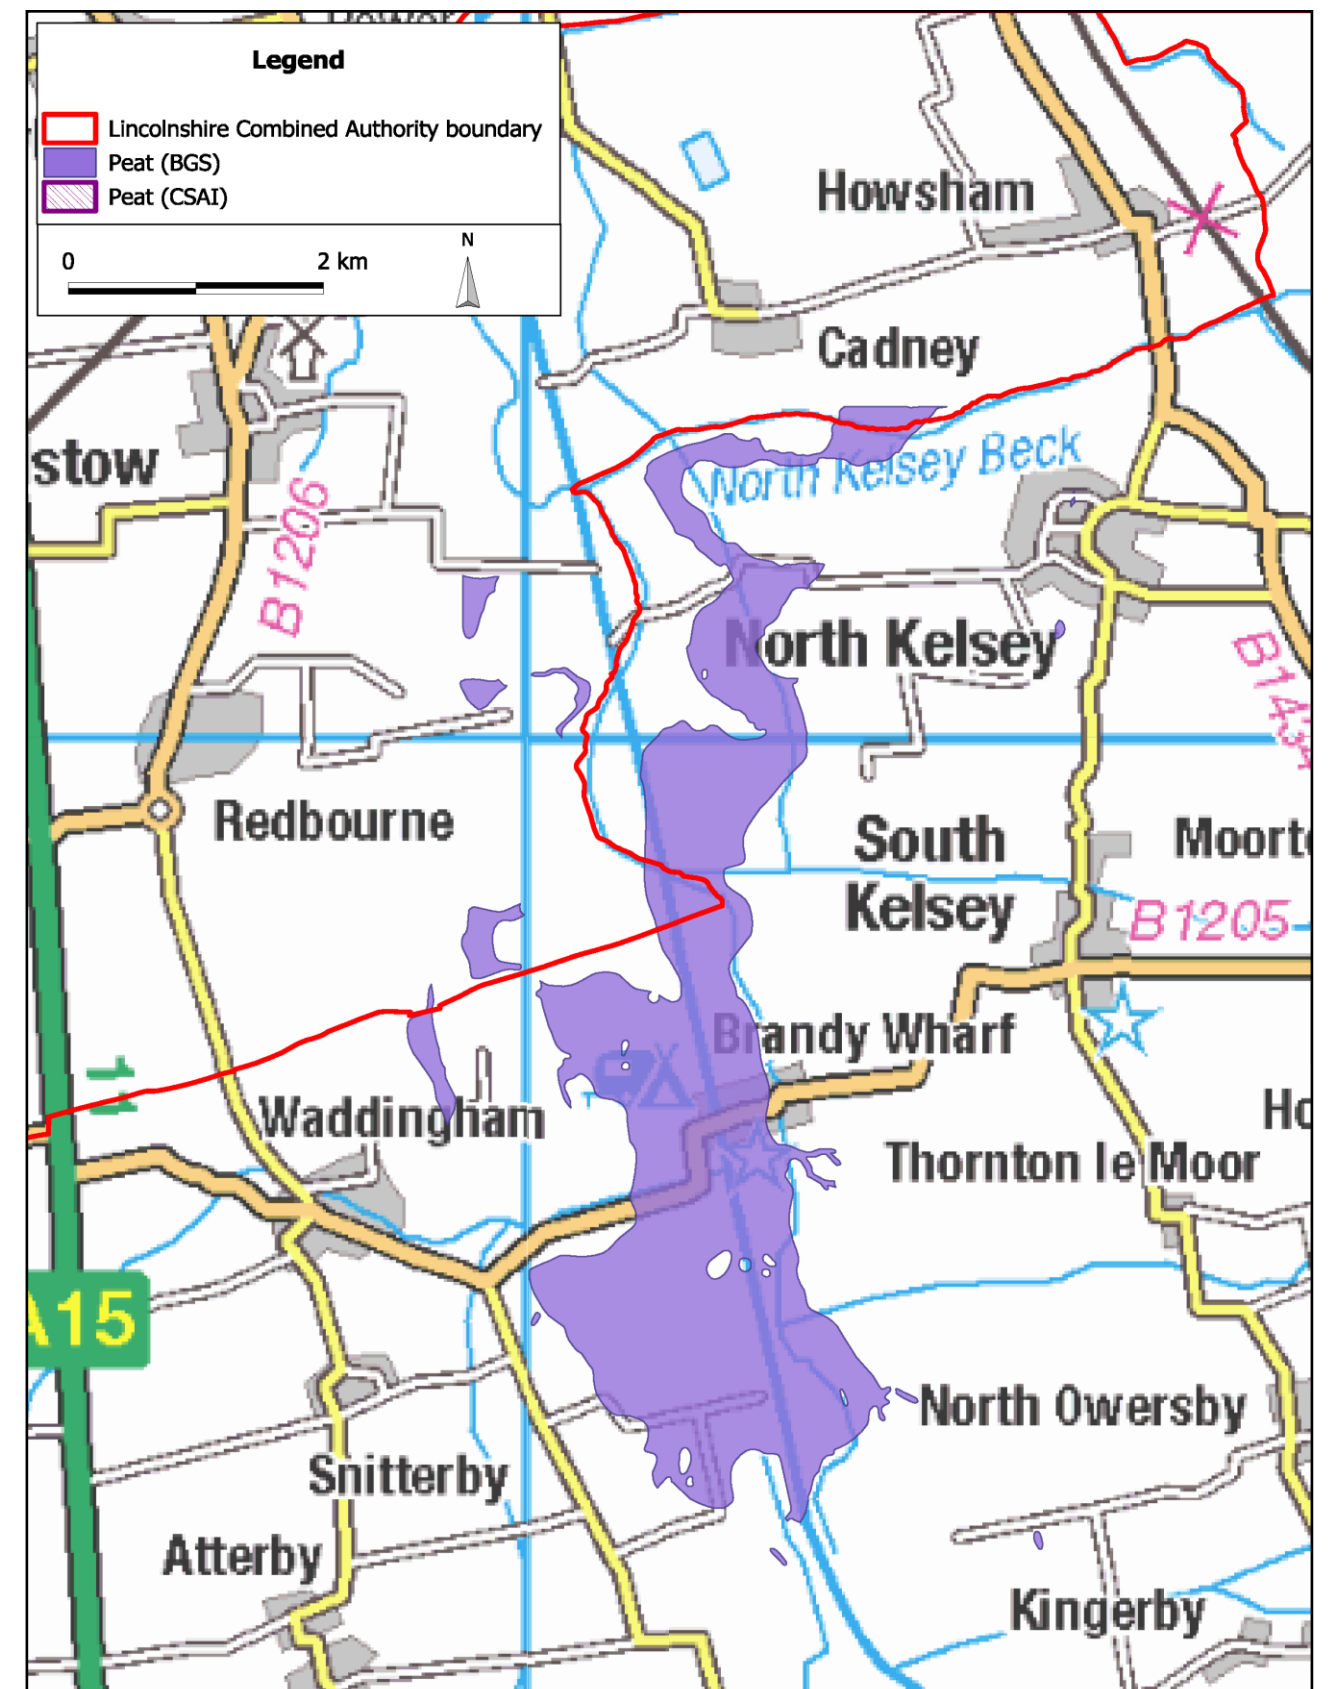 Legend
Lincolnshire Combined Authority boundary
Peat (BGS)
Peat (CSAI)
N
0 2 km
Howsham
Cadney
stow
North Kelsey Beck
B1206
North Kelsey
B1434
Redbourne
South
Kelsey
Moorto
B1205
Brandy Wharf
11
Waddingham
Ho
Thornton le Moor
A15
North Owersby
Snitterby
Atterby
Kingerby